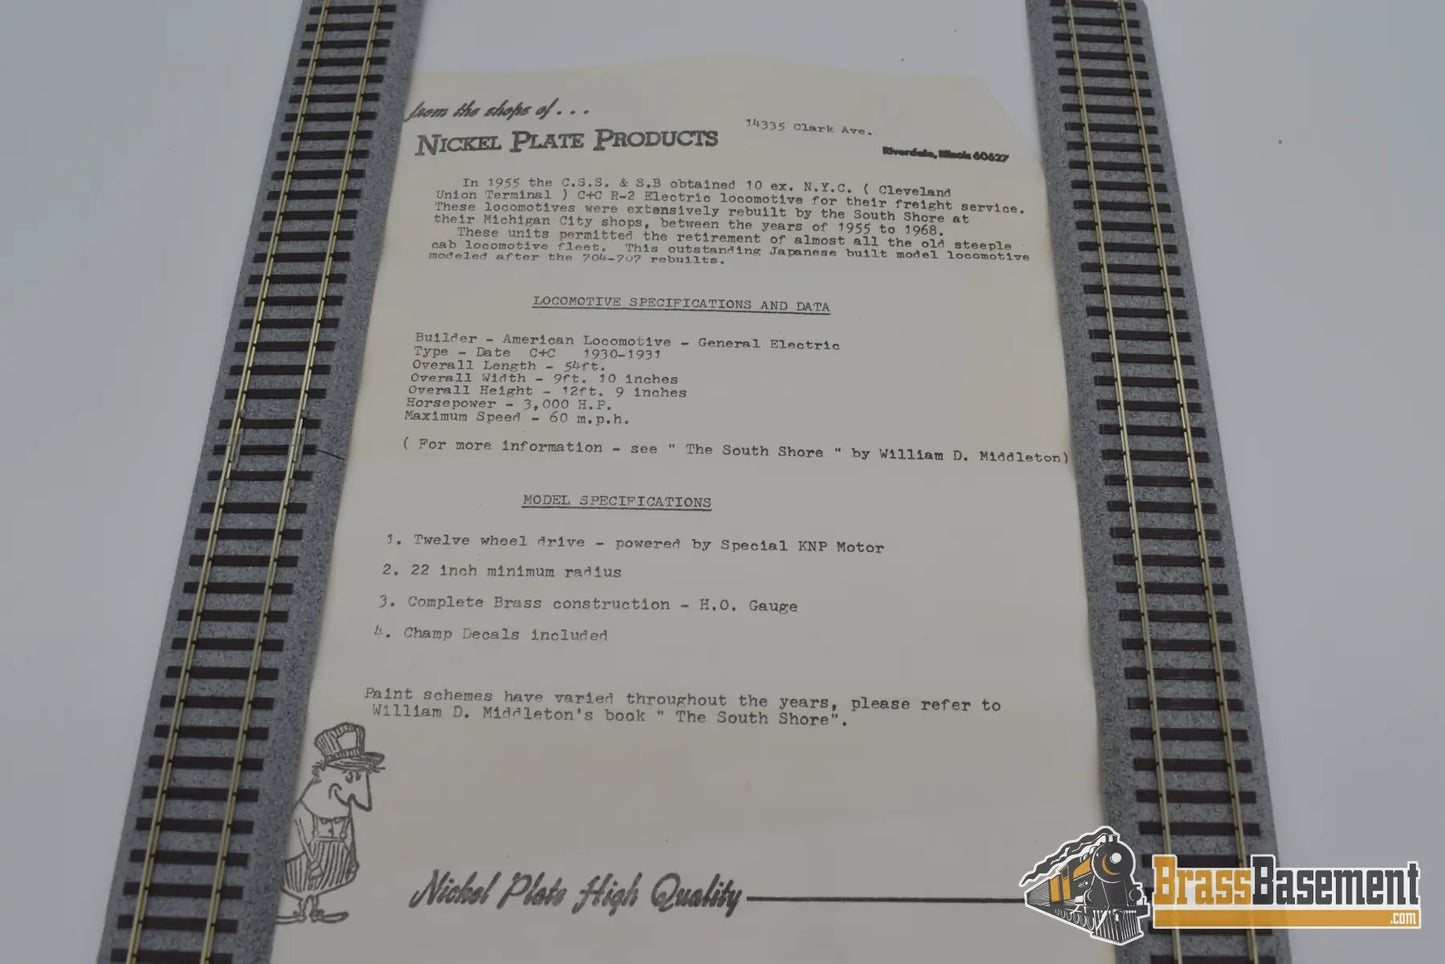 from the shops of . . .
NICKEL PLATE PRODUCTS
14335 Clark Ave.
Riverdale, Illinois 60627
In 1955 the C.S.S. & S.B obtained 10 ex. N.Y.C. ( Cleveland
Union Terminal ) C+C R-2 Electric locomotive for their freight service.
These locomotives were extensively rebuilt by the South Shore at
their Michigan City shops, between the years of 1955 to 1968.
These units permitted the retirement of almost all the old steeple
cab locomotive fleet. This outstanding Japanese built model locomotive
modeled after the 704-707 rebuilts.
LOCOMOTIVE SPECIFICATIONS AND DATA
Builder - American Locomotive - General Electric
Type - Date C+C 1930-1931
Overall Length - 54ft.
Overall Width - 9ft. 10 inches
Overall Height - 12ft. 9 inches
Horsepower - 3,000 H.P.
Maximum Speed - 60 m.p.h.
( For more information - see " The South Shore " by William D. Middleton)
MODEL SPECIFICATIONS
1. Twelve wheel drive - powered by Special KNP Motor
2. 22 inch minimum radius
3. Complete Brass construction - H.O. Gauge
4. Champ Decals included
Paint schemes have varied throughout the years, please refer to
William D. Middleton's book " The South Shore".
Nickel Plate High Quality
BrassBasement
.com